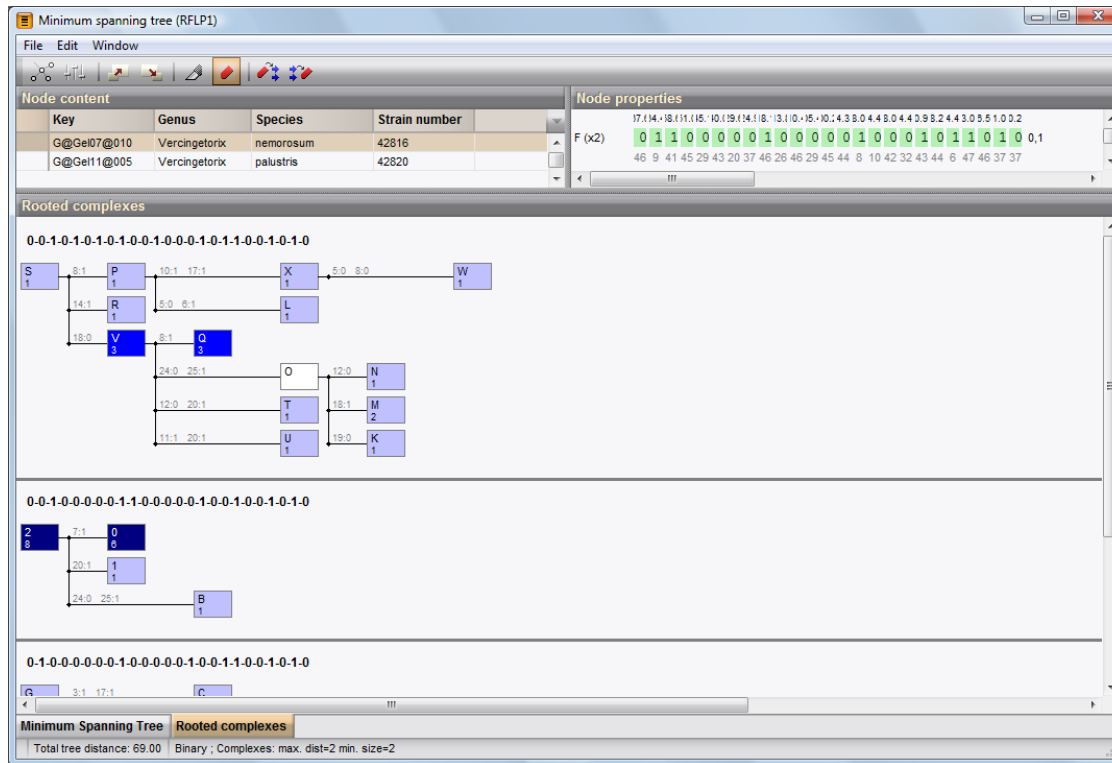 Minimum spanning tree (RFLP1)
File Edit Window
Node content
Key Genus Species Strain number
G@Gel07@010 Vercingetorix nemorosum 42816
G@Gel11@005 Vercingetorix palustris 42820
Node properties
F (x2) 0 1 1 0 0 0 0 0 1 0 0 0 0 0 1 0 0 0 1 0 1 1 0 1 0 0,1
46 9 41 45 29 43 20 37 46 26 46 29 45 44 8 10 42 32 43 44 6 47 46 37 37
Rooted complexes
0-0-1-0-1-0-1-0-1-0-0-1-0-0-0-1-0-1-1-0-0-1-0-1-0
S 8:1 P 10:1 17:1 X 5:0 8:0 W
1 1 1 1
14:1 R 5:0 6:1 L
1 1
18:0 V 8:1 Q
3 3
24:0 25:1 O 12:0 N
1
12:0 20:1 T 18:1 M
1 2
11:1 20:1 U 19:0 K
1 1
0-0-1-0-0-0-0-0-1-1-0-0-0-0-0-1-0-0-1-0-0-1-0-1-0
2 7:1 0
8 6
20:1 1
1
24:0 25:1 B
1
0-1-0-0-0-0-0-0-1-0-0-0-0-0-1-0-0-1-1-0-0-1-0-1-0
G 3:1 17:1 C
Minimum Spanning Tree Rooted complexes
Total tree distance: 69.00 Binary ; Complexes: max. dist=2 min. size=2